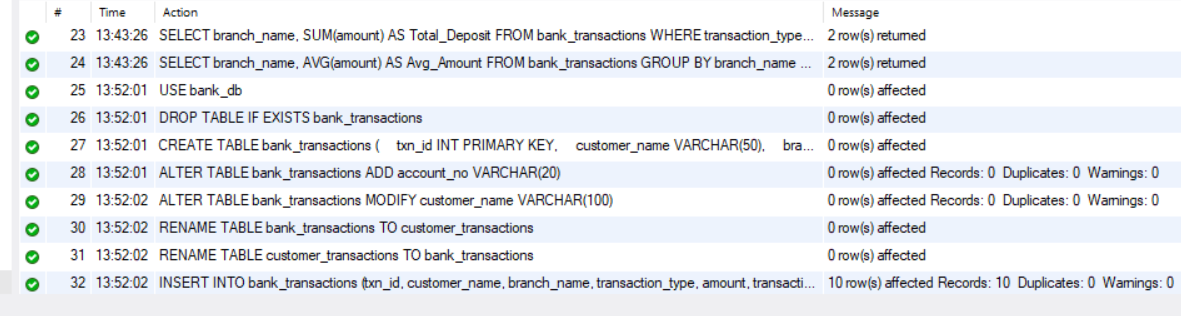 # Time Action Message
23 13:43:26 SELECT branch_name, SUM(amount) AS Total_Deposit FROM bank_transactions WHERE transaction_type... 2 row(s) returned
24 13:43:26 SELECT branch_name, AVG(amount) AS Avg_Amount FROM bank_transactions GROUP BY branch_name ... 2 row(s) returned
25 13:52:01 USE bank_db 0 row(s) affected
26 13:52:01 DROP TABLE IF EXISTS bank_transactions 0 row(s) affected
27 13:52:01 CREATE TABLE bank_transactions ( txn_id INT PRIMARY KEY, customer_name VARCHAR(50), bra... 0 row(s) affected
28 13:52:01 ALTER TABLE bank_transactions ADD account_no VARCHAR(20) 0 row(s) affected Records: 0 Duplicates: 0 Warnings: 0
29 13:52:02 ALTER TABLE bank_transactions MODIFY customer_name VARCHAR(100) 0 row(s) affected Records: 0 Duplicates: 0 Warnings: 0
30 13:52:02 RENAME TABLE bank_transactions TO customer_transactions 0 row(s) affected
31 13:52:02 RENAME TABLE customer_transactions TO bank_transactions 0 row(s) affected
32 13:52:02 INSERT INTO bank_transactions (txn_id, customer_name, branch_name, transaction_type, amount, transacti... 10 row(s) affected Records: 10 Duplicates: 0 Warnings: 0